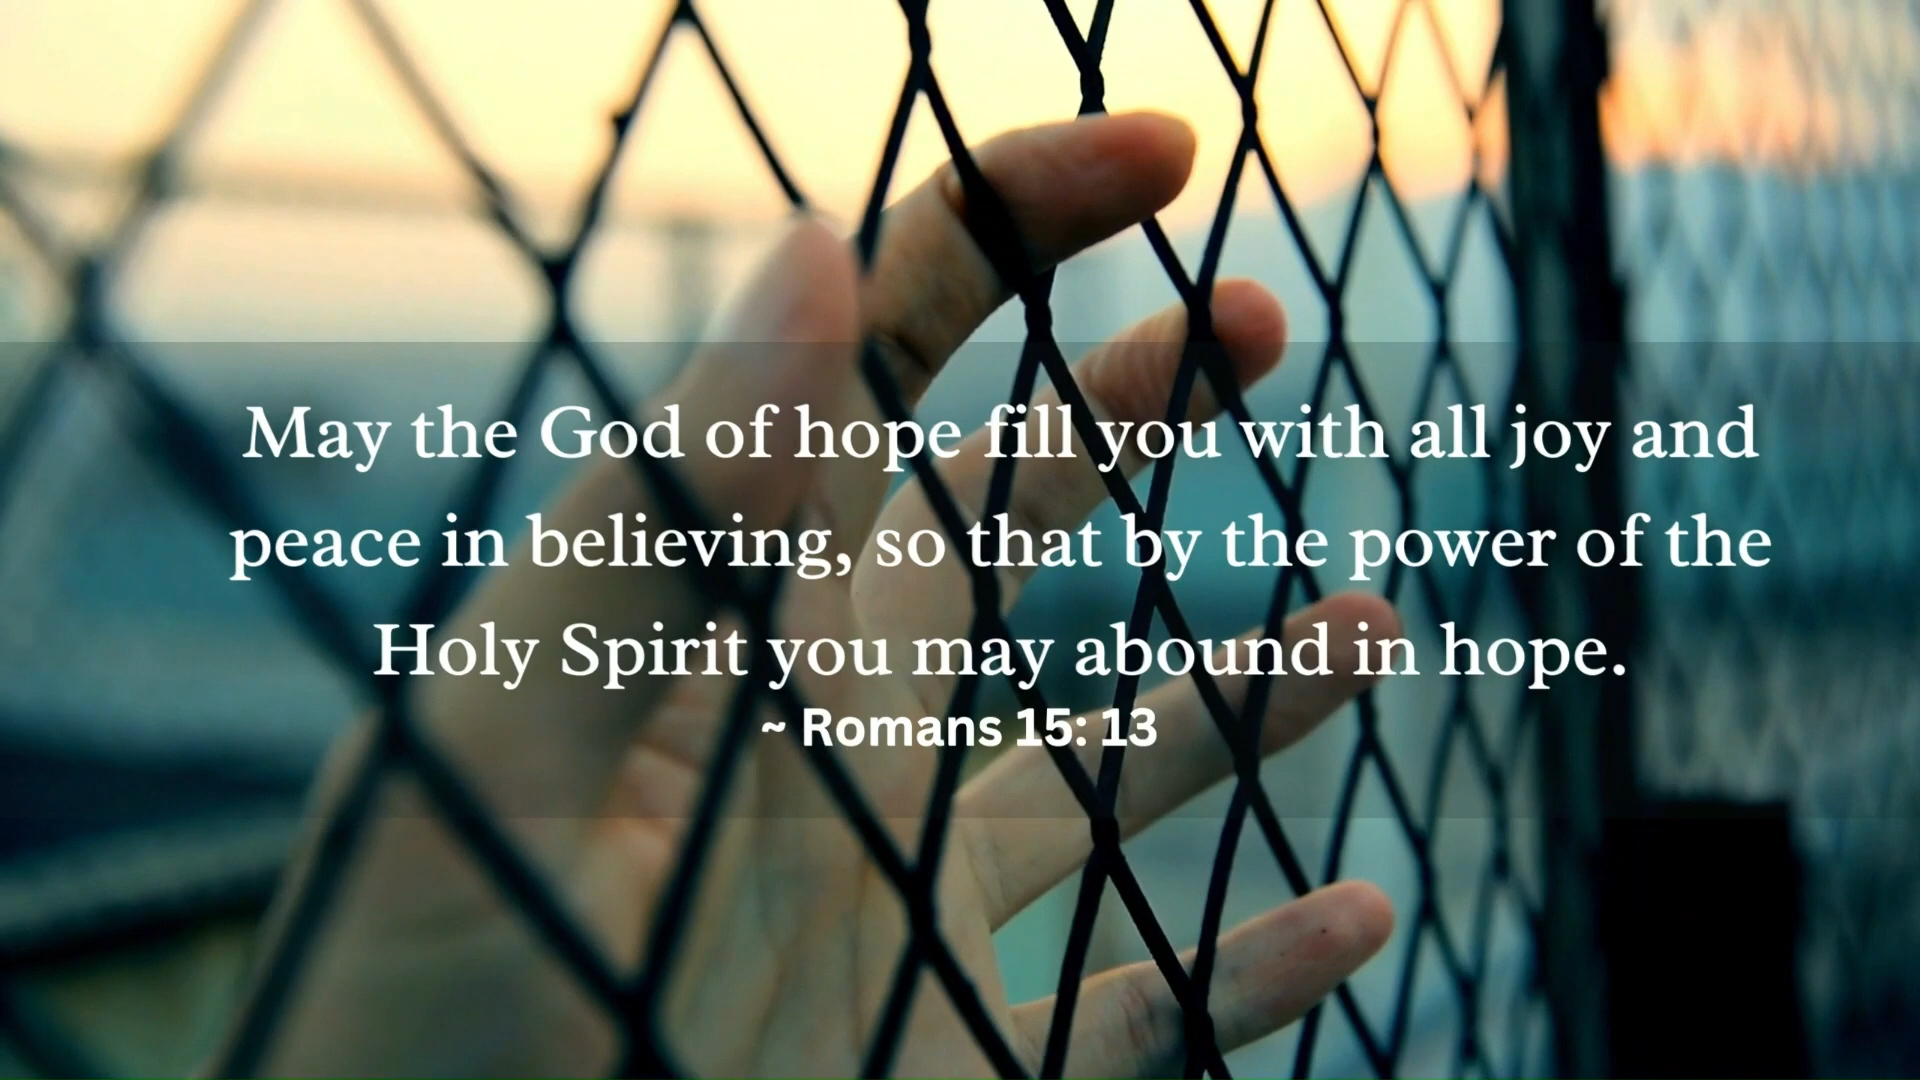 May the God of hope fill you with all joy and
peace in believing, so that by the power of the
Holy Spirit you may abound in hope.
~ Romans 15: 13